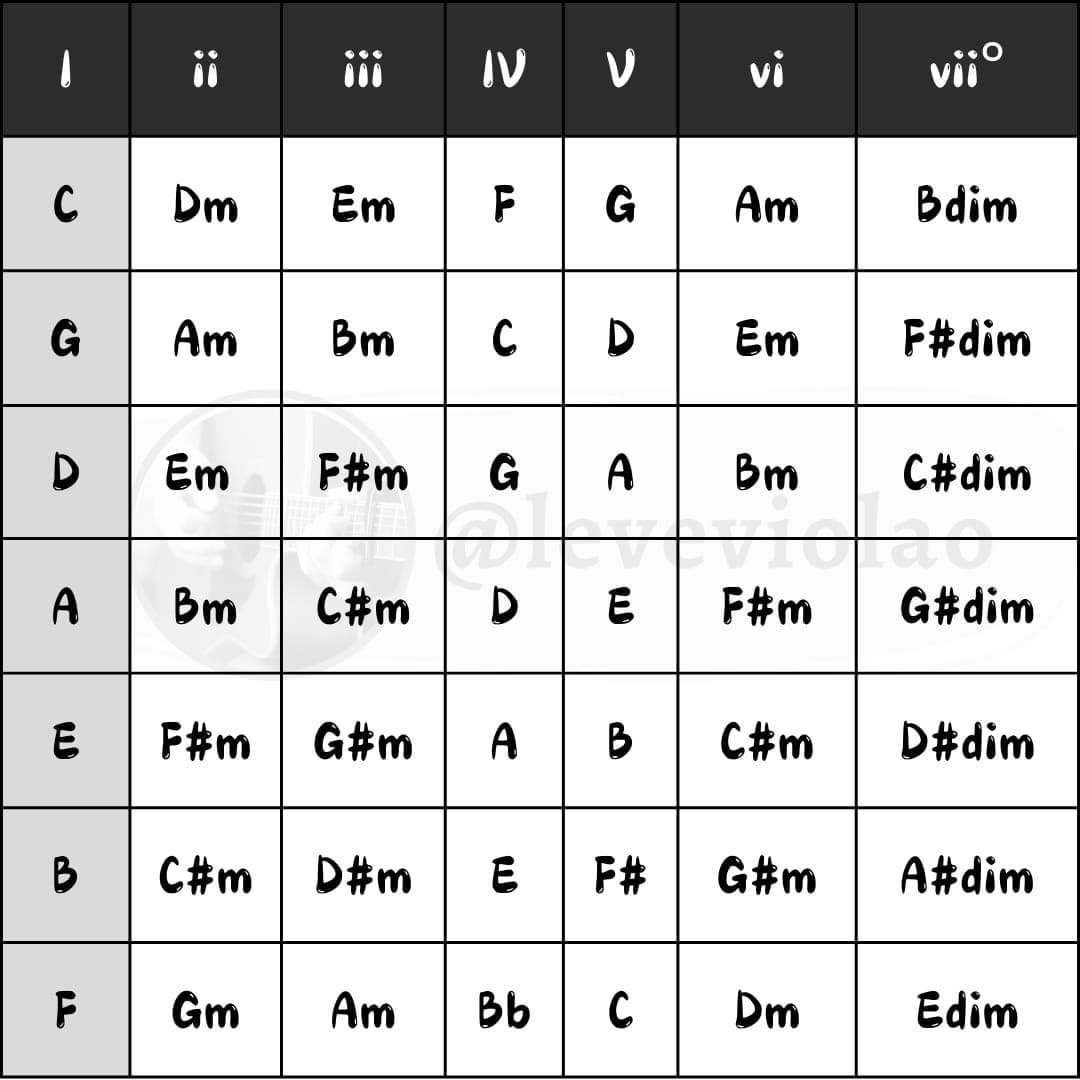 I ii iii IV V vi vii°
C Dm Em F G Am Bdim
G Am Bm C D Em F#dim
D Em F#m G A Bm C#dim
@leveviolao
A Bm C#m D E F#m G#dim
E F#m G#m A B C#m D#dim
B C#m D#m E F# G#m A#dim
F Gm Am Bb C Dm Edim